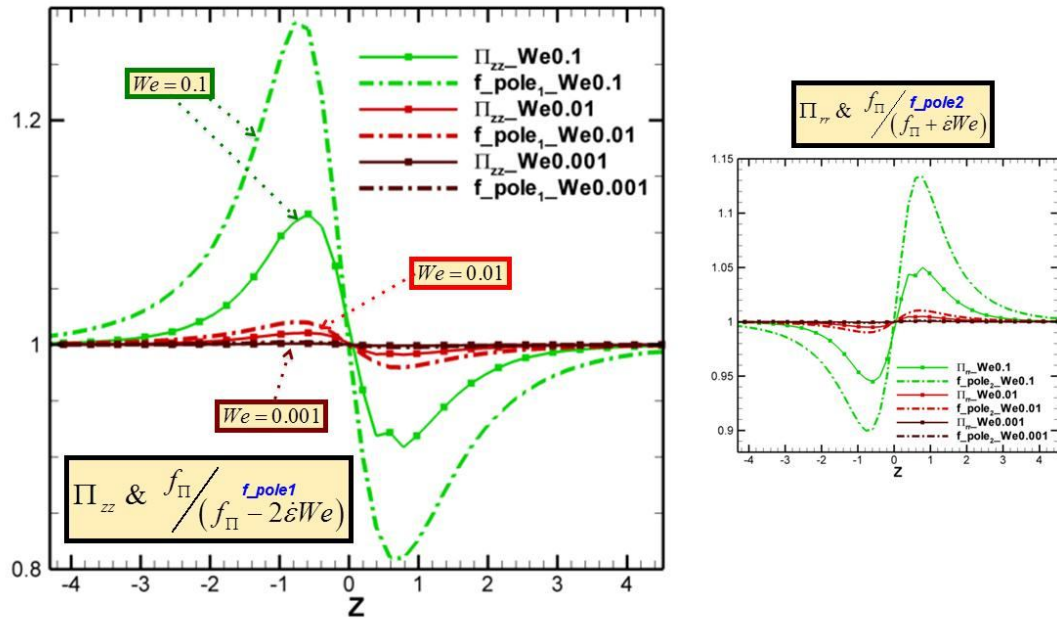 Π_zz_We0.1
f_pole₁_We0.1
Π_zz_We0.01
f_pole₁_We0.01
Π_zz_We0.001
f_pole₁_We0.001
We = 0.1
We = 0.01
We = 0.001
Π_zz & f_Π/(f_Π − 2ε̇We)
f_pole1
1.2
1
0.8
-4 -3 -2 -1 0 1 2 3 4
Z
Π_rr & f_Π/(f_Π + ε̇We)
f_pole2
1.15
1.1
1.05
1
0.95
0.9
Π_rr_We0.1
f_pole₂_We0.1
Π_rr_We0.01
f_pole₂_We0.01
Π_rr_We0.001
f_pole₂_We0.001
-4 -3 -2 -1 0 1 2 3 4
Z